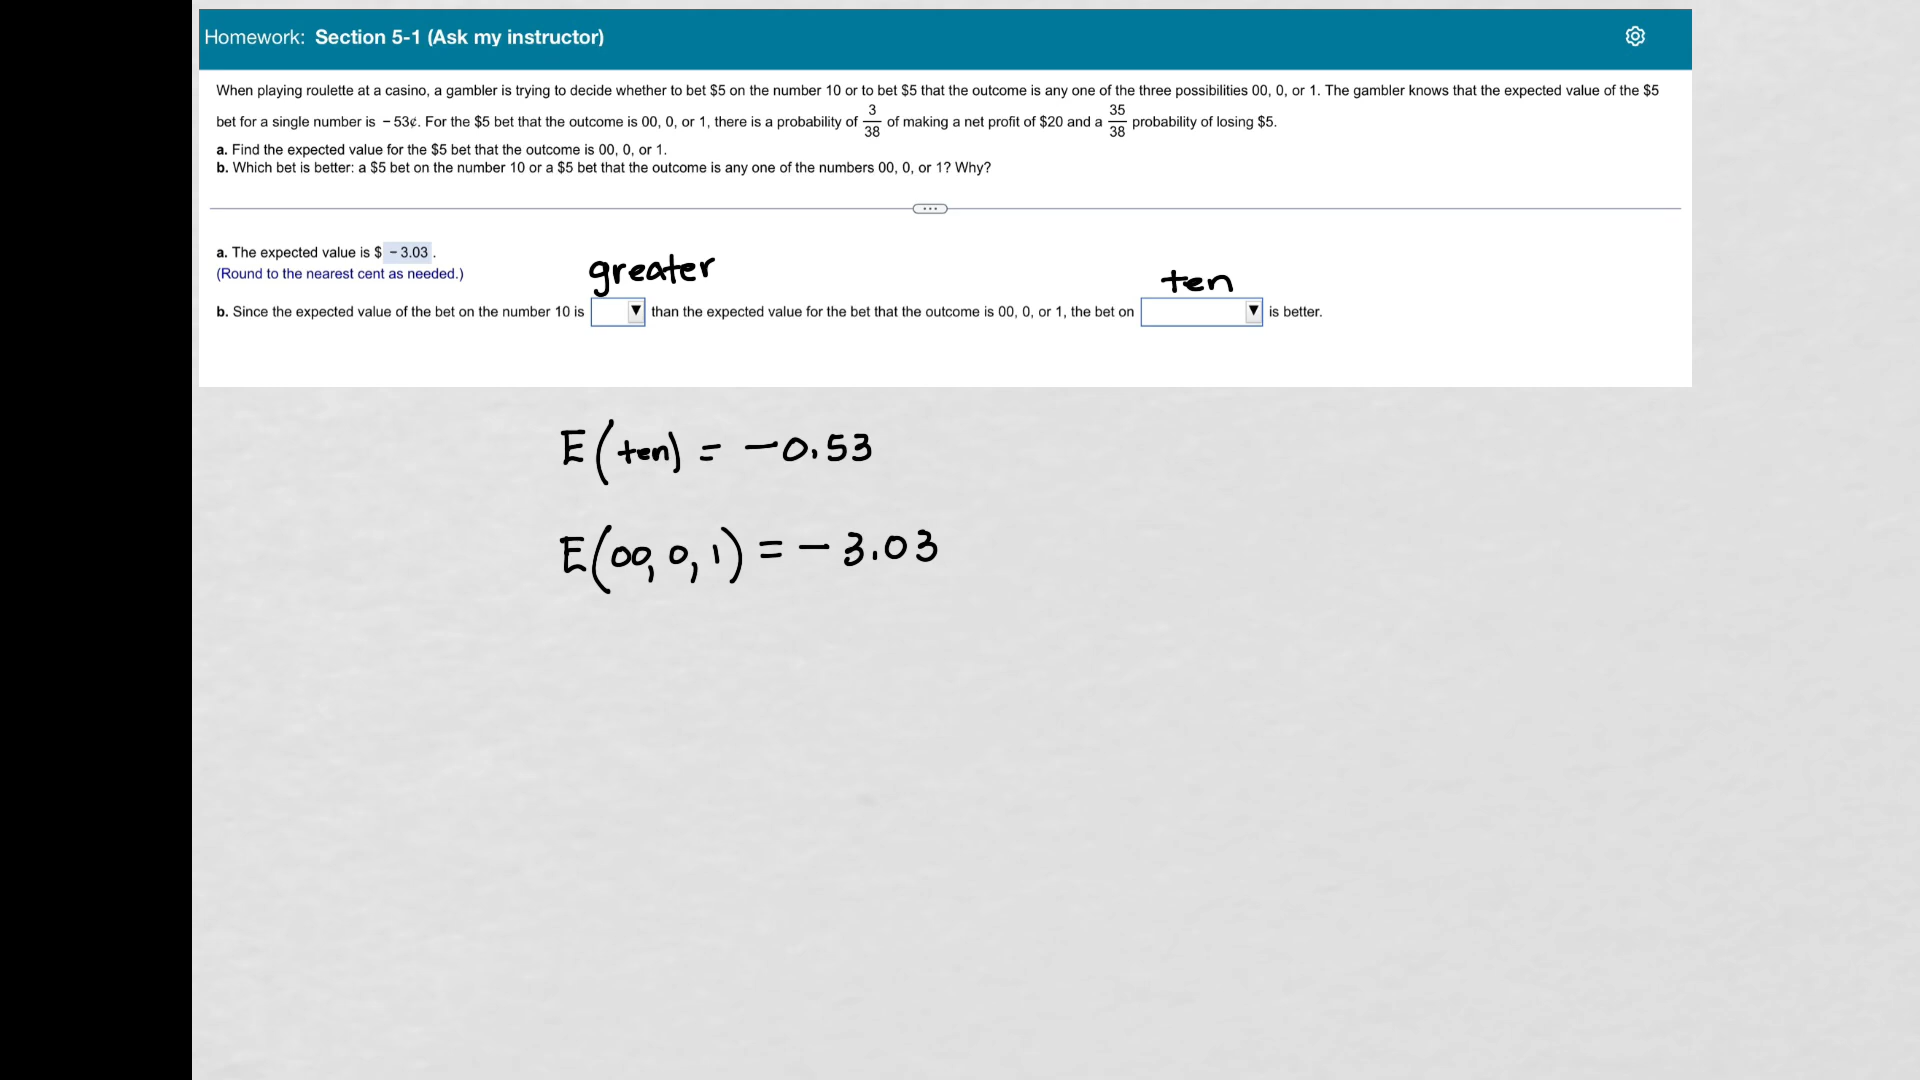 Homework: Section 5-1 (Ask my instructor)
When playing roulette at a casino, a gambler is trying to decide whether to bet $5 on the number 10 or to bet $5 that the outcome is any one of the three possibilities 00, 0, or 1. The gambler knows that the expected value of the $5
bet for a single number is − 53¢. For the $5 bet that the outcome is 00, 0, or 1, there is a probability of 3/38 of making a net profit of $20 and a 35/38 probability of losing $5.
a. Find the expected value for the $5 bet that the outcome is 00, 0, or 1.
b. Which bet is better: a $5 bet on the number 10 or a $5 bet that the outcome is any one of the numbers 00, 0, or 1? Why?
a. The expected value is $ − 3.03 .
(Round to the nearest cent as needed.)
greater
ten
b. Since the expected value of the bet on the number 10 is ▼ than the expected value for the bet that the outcome is 00, 0, or 1, the bet on ▼ is better.
E(ten) = −0.53
E(00, 0, 1) = − 3.03